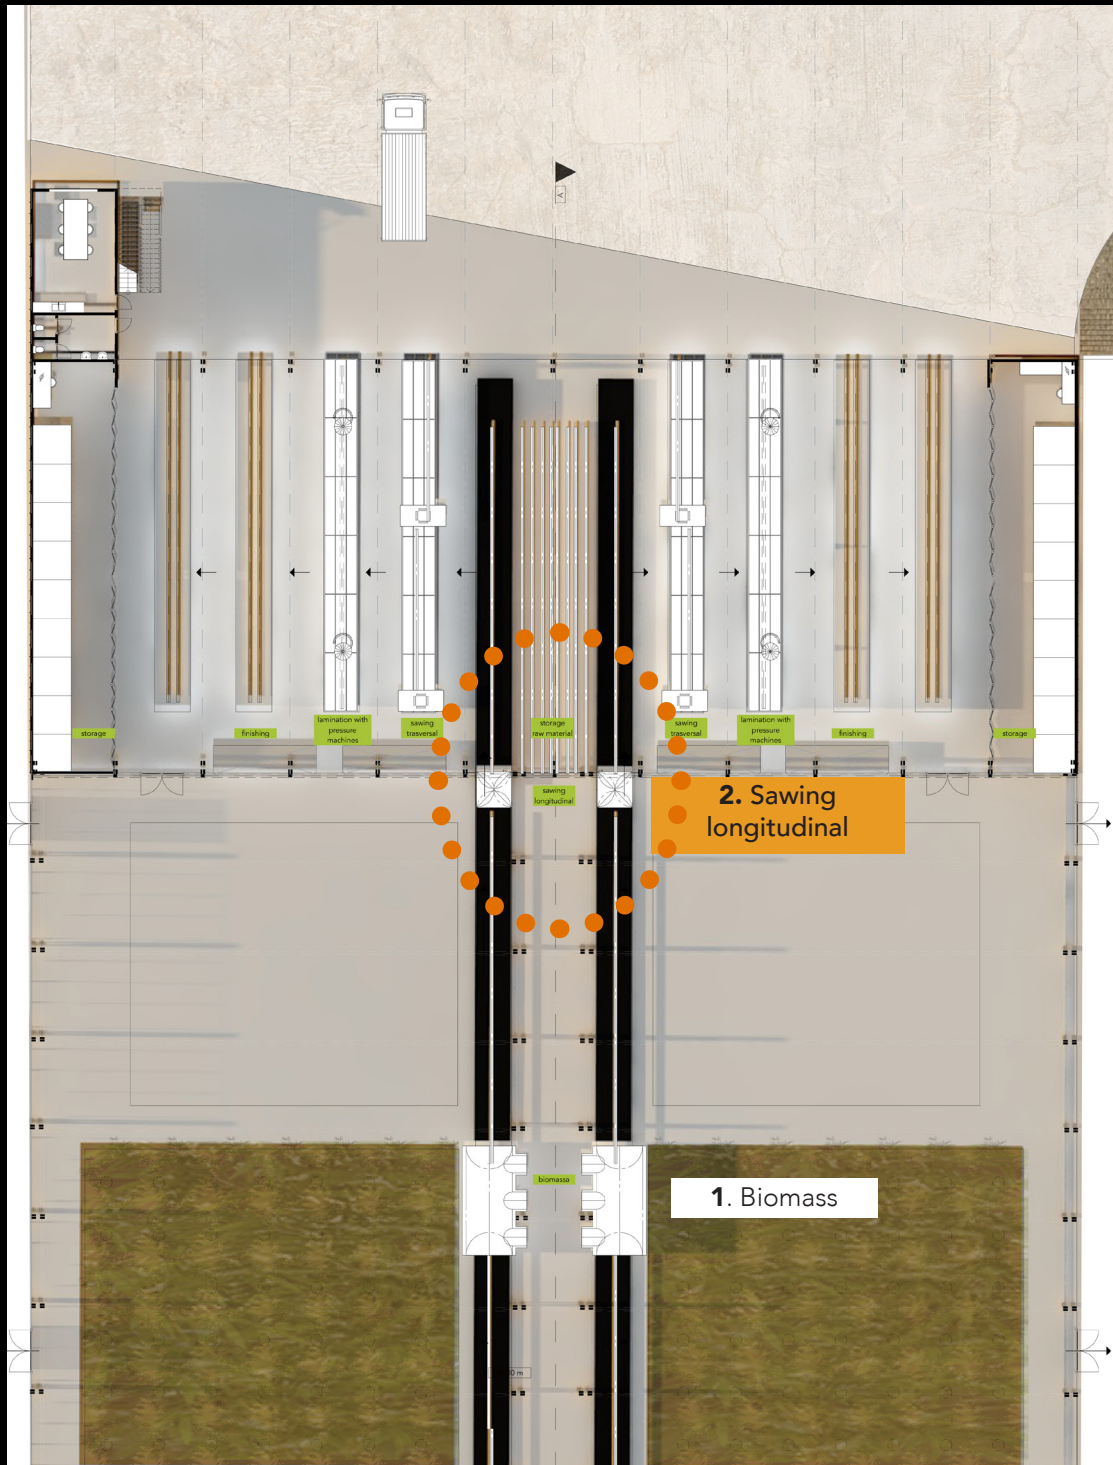 A
storage
finishing
lamination with
pressure
machines
sawing
trasversal
storage
raw material
sawing
trasversal
lamination with
pressure
machines
finishing
storage
sawing
longitudinal
2. Sawing
longitudinal
biomassa
1. Biomass